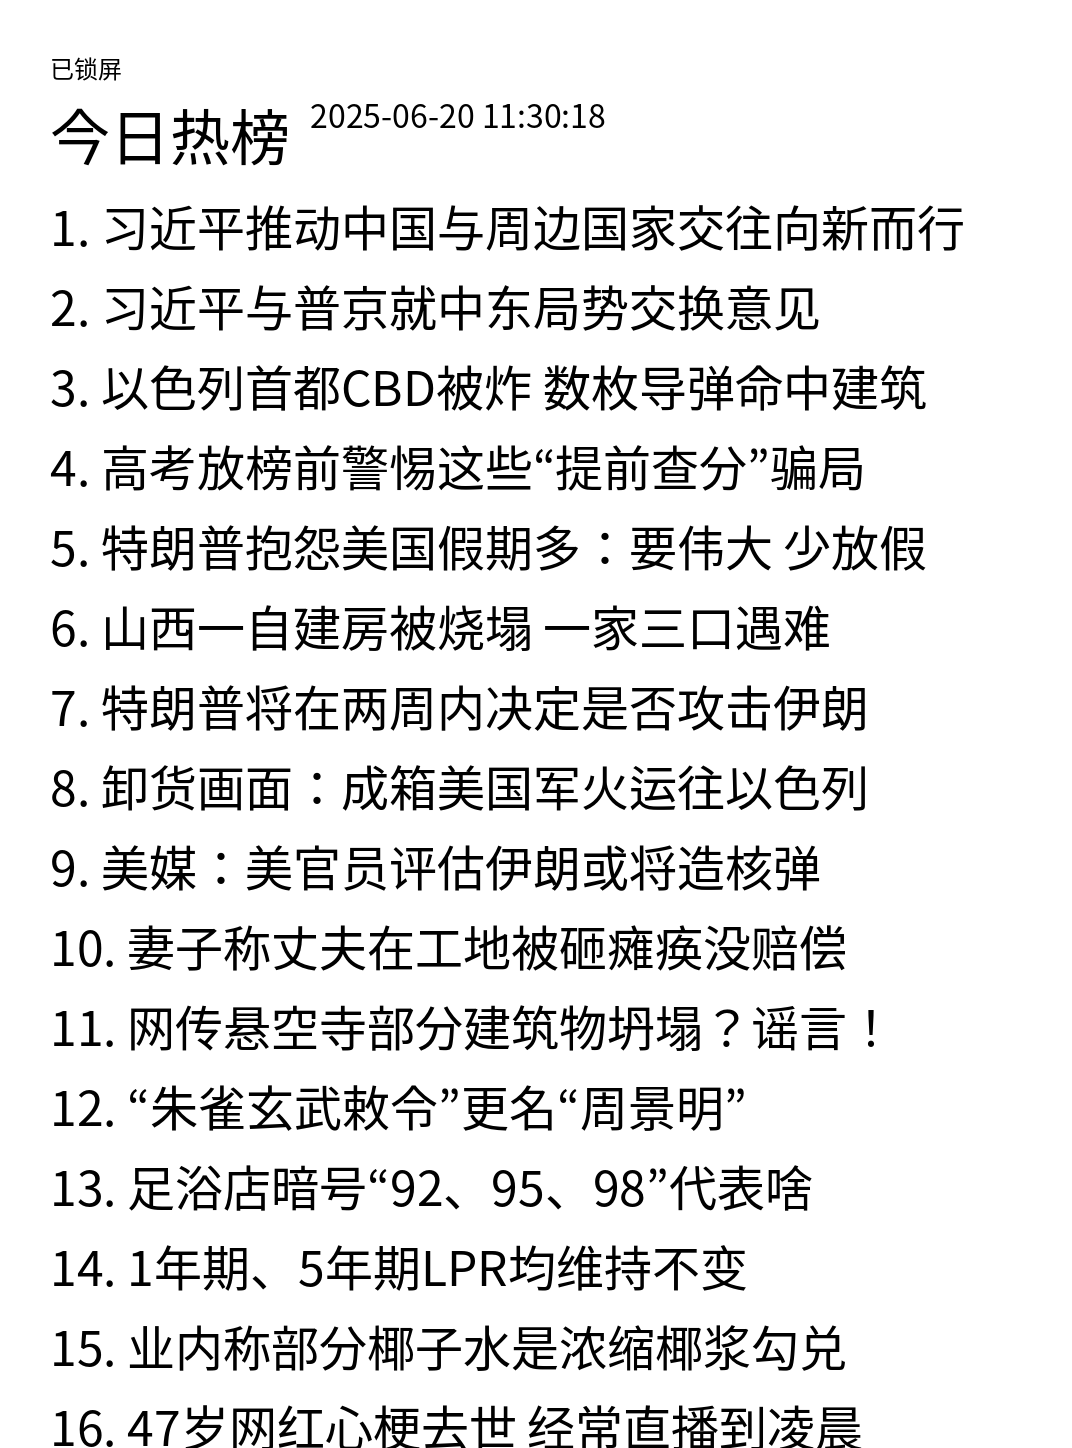 已锁屏
今日热榜 2025-06-20 11:30:18
1. 习近平推动中国与周边国家交往向新而行
2. 习近平与普京就中东局势交换意见
3. 以色列首都CBD被炸 数枚导弹命中建筑
4. 高考放榜前警惕这些“提前查分”骗局
5. 特朗普抱怨美国假期多：要伟大 少放假
6. 山西一自建房被烧塌 一家三口遇难
7. 特朗普将在两周内决定是否攻击伊朗
8. 卸货画面：成箱美国军火运往以色列
9. 美媒：美官员评估伊朗或将造核弹
10. 妻子称丈夫在工地被砸瘫痪没赔偿
11. 网传悬空寺部分建筑物坍塌？谣言！
12. “朱雀玄武敕令”更名“周景明”
13. 足浴店暗号“92、95、98”代表啥
14. 1年期、5年期LPR均维持不变
15. 业内称部分椰子水是浓缩椰浆勾兑
16. 47岁网红心梗去世 经常直播到凌晨